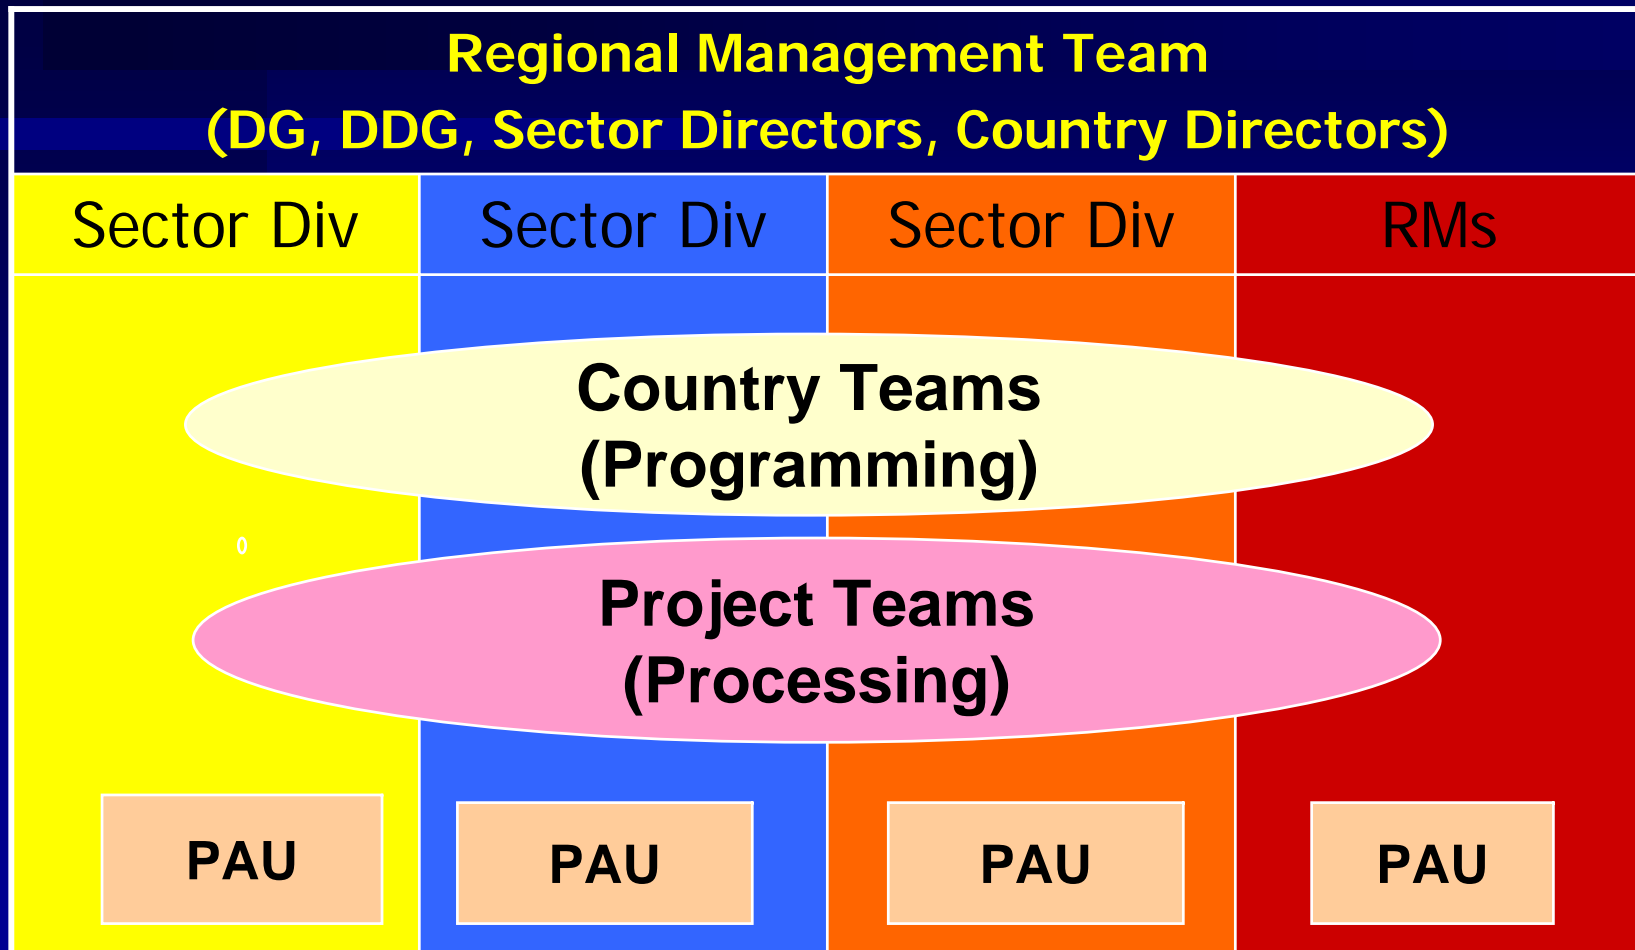 Regional Management Team
(DG, DDG, Sector Directors, Country Directors)
Sector Div
Sector Div
Sector Div
RMs
Country Teams
(Programming)
0
Project Teams
(Processing)
PAU
PAU
PAU
PAU